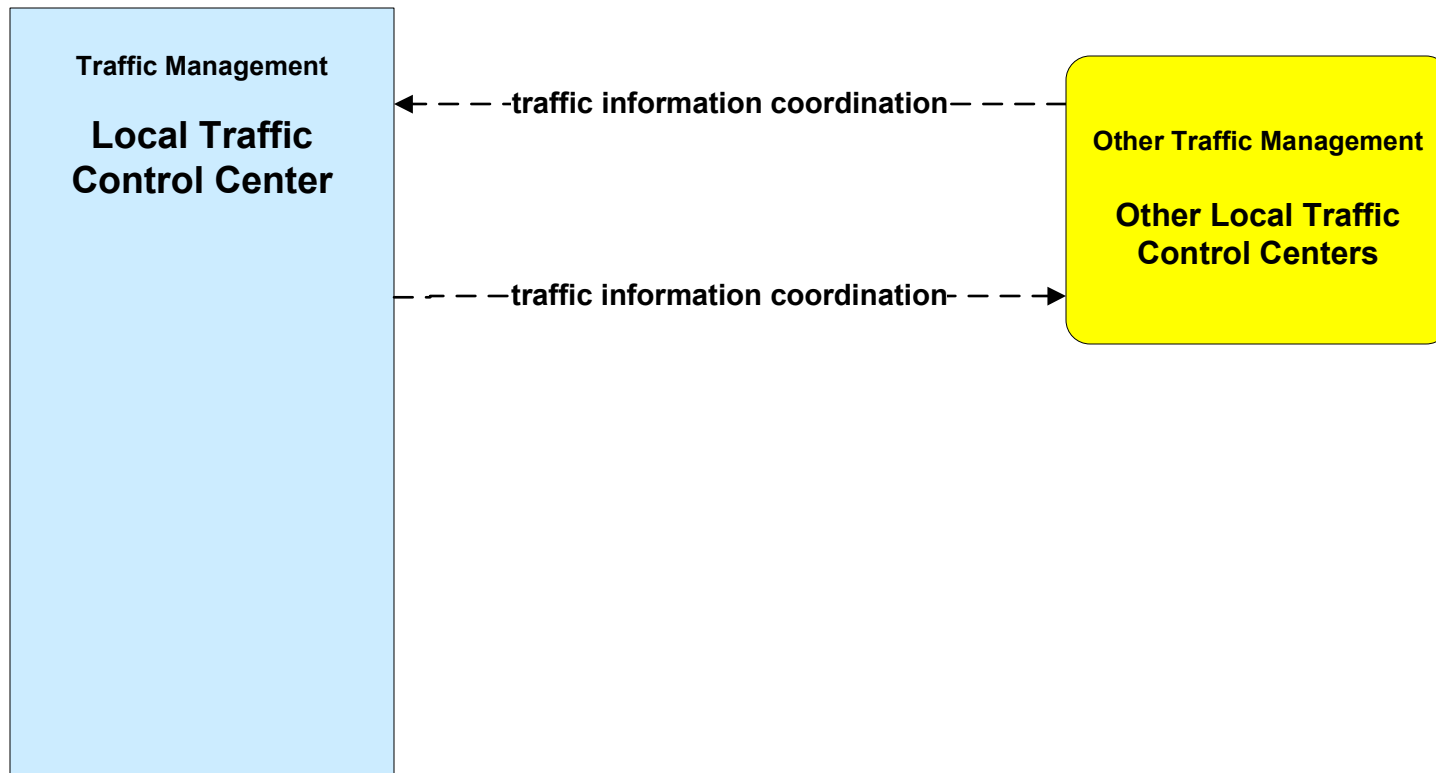 Traffic Management
Local Traffic
Control Center
traffic information coordination
traffic information coordination
Other Traffic Management
Other Local Traffic
Control Centers